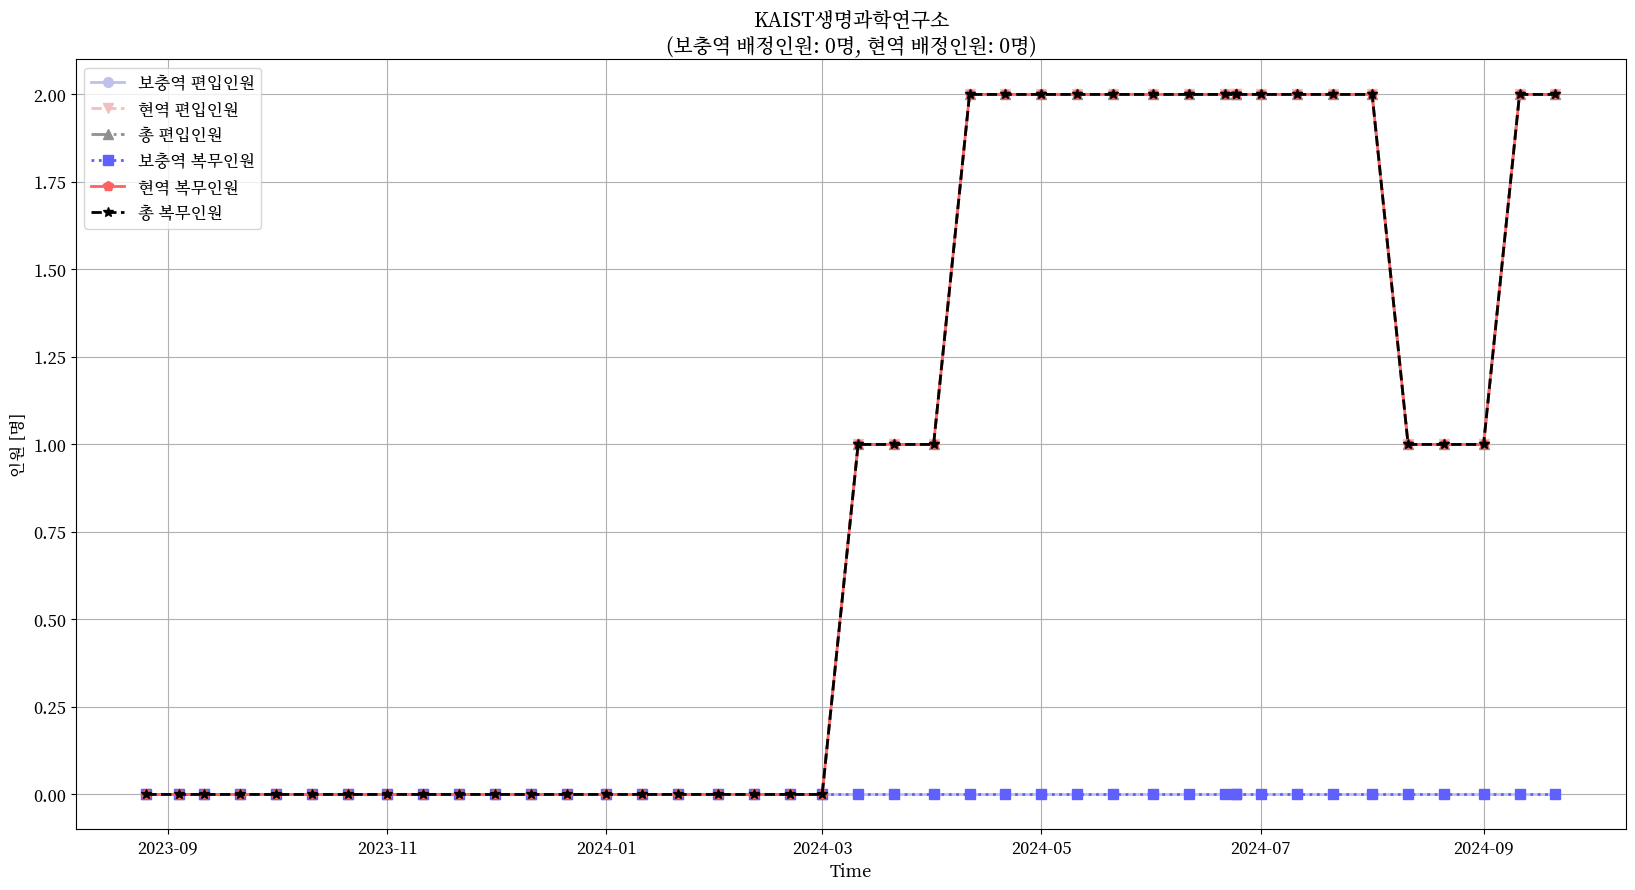 KAIST생명과학연구소
(보충역 배정인원: 0명, 현역 배정인원: 0명)
보충역 편입인원
현역 편입인원
총 편입인원
보충역 복무인원
현역 복무인원
총 복무인원
2.00
1.75
1.50
1.25
1.00
0.75
0.50
0.25
0.00
인원 [명]
2023-09
2023-11
2024-01
2024-03
2024-05
2024-07
2024-09
Time